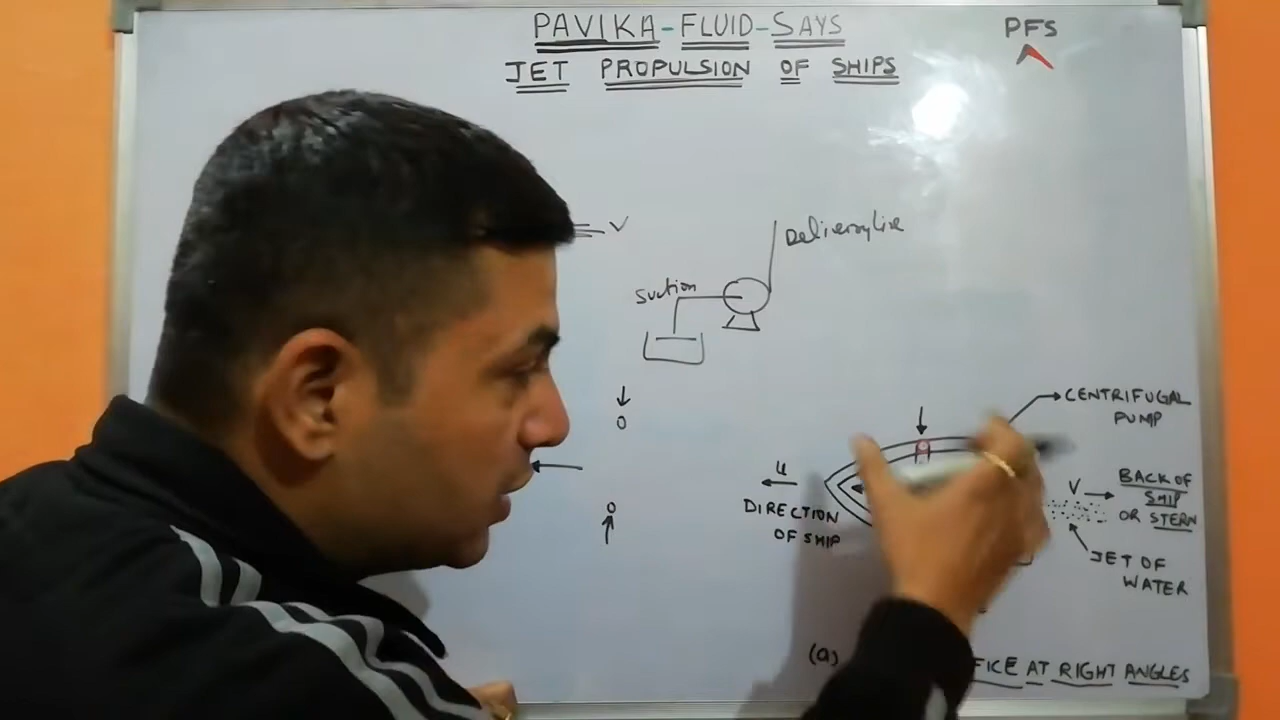 PAVIKA-FLUID-SAYS
PFS
JET PROPULSION OF SHIPS
V
Deliveryline
Suction
O
O
CENTRIFUGAL
PUMP
U
DIRECTION
OF SHIP
V
BACK OF
SHIP
OR STERN
JET OF
WATER
(a)
FICE AT RIGHT ANGLES